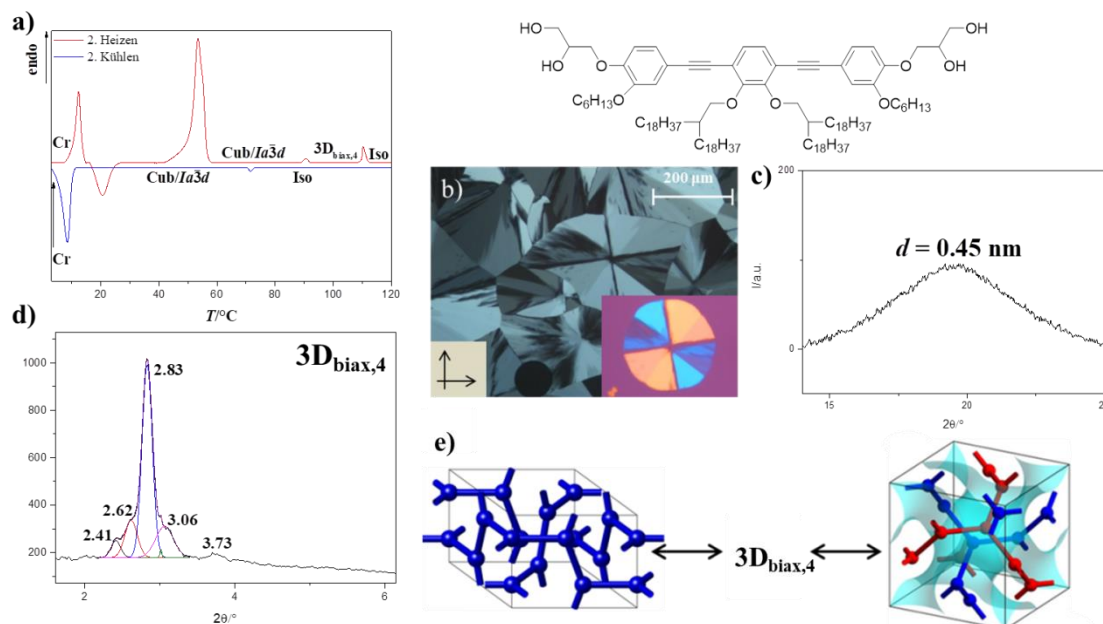 a)
endo
2. Heizen
2. Kühlen
Cr
Cub/Ia3̄d
3D_biax,4
Iso
Cub/Ia3̄d
Iso
Cr
20
40
60
80
100
120
T/°C
HO
OH
HO
O
O
OH
C₆H₁₃O
O
O
OC₆H₁₃
C₁₈H₃₇
C₁₈H₃₇
C₁₈H₃₇
C₁₈H₃₇
b)
200 µm
c)
200
I/a.u.
0
d = 0.45 nm
15
20
25
2θ/°
d)
3D_biax,4
1000
800
600
400
200
2.83
2.62
2.41
3.06
3.73
2
4
6
2θ/°
e)
3D_biax,4